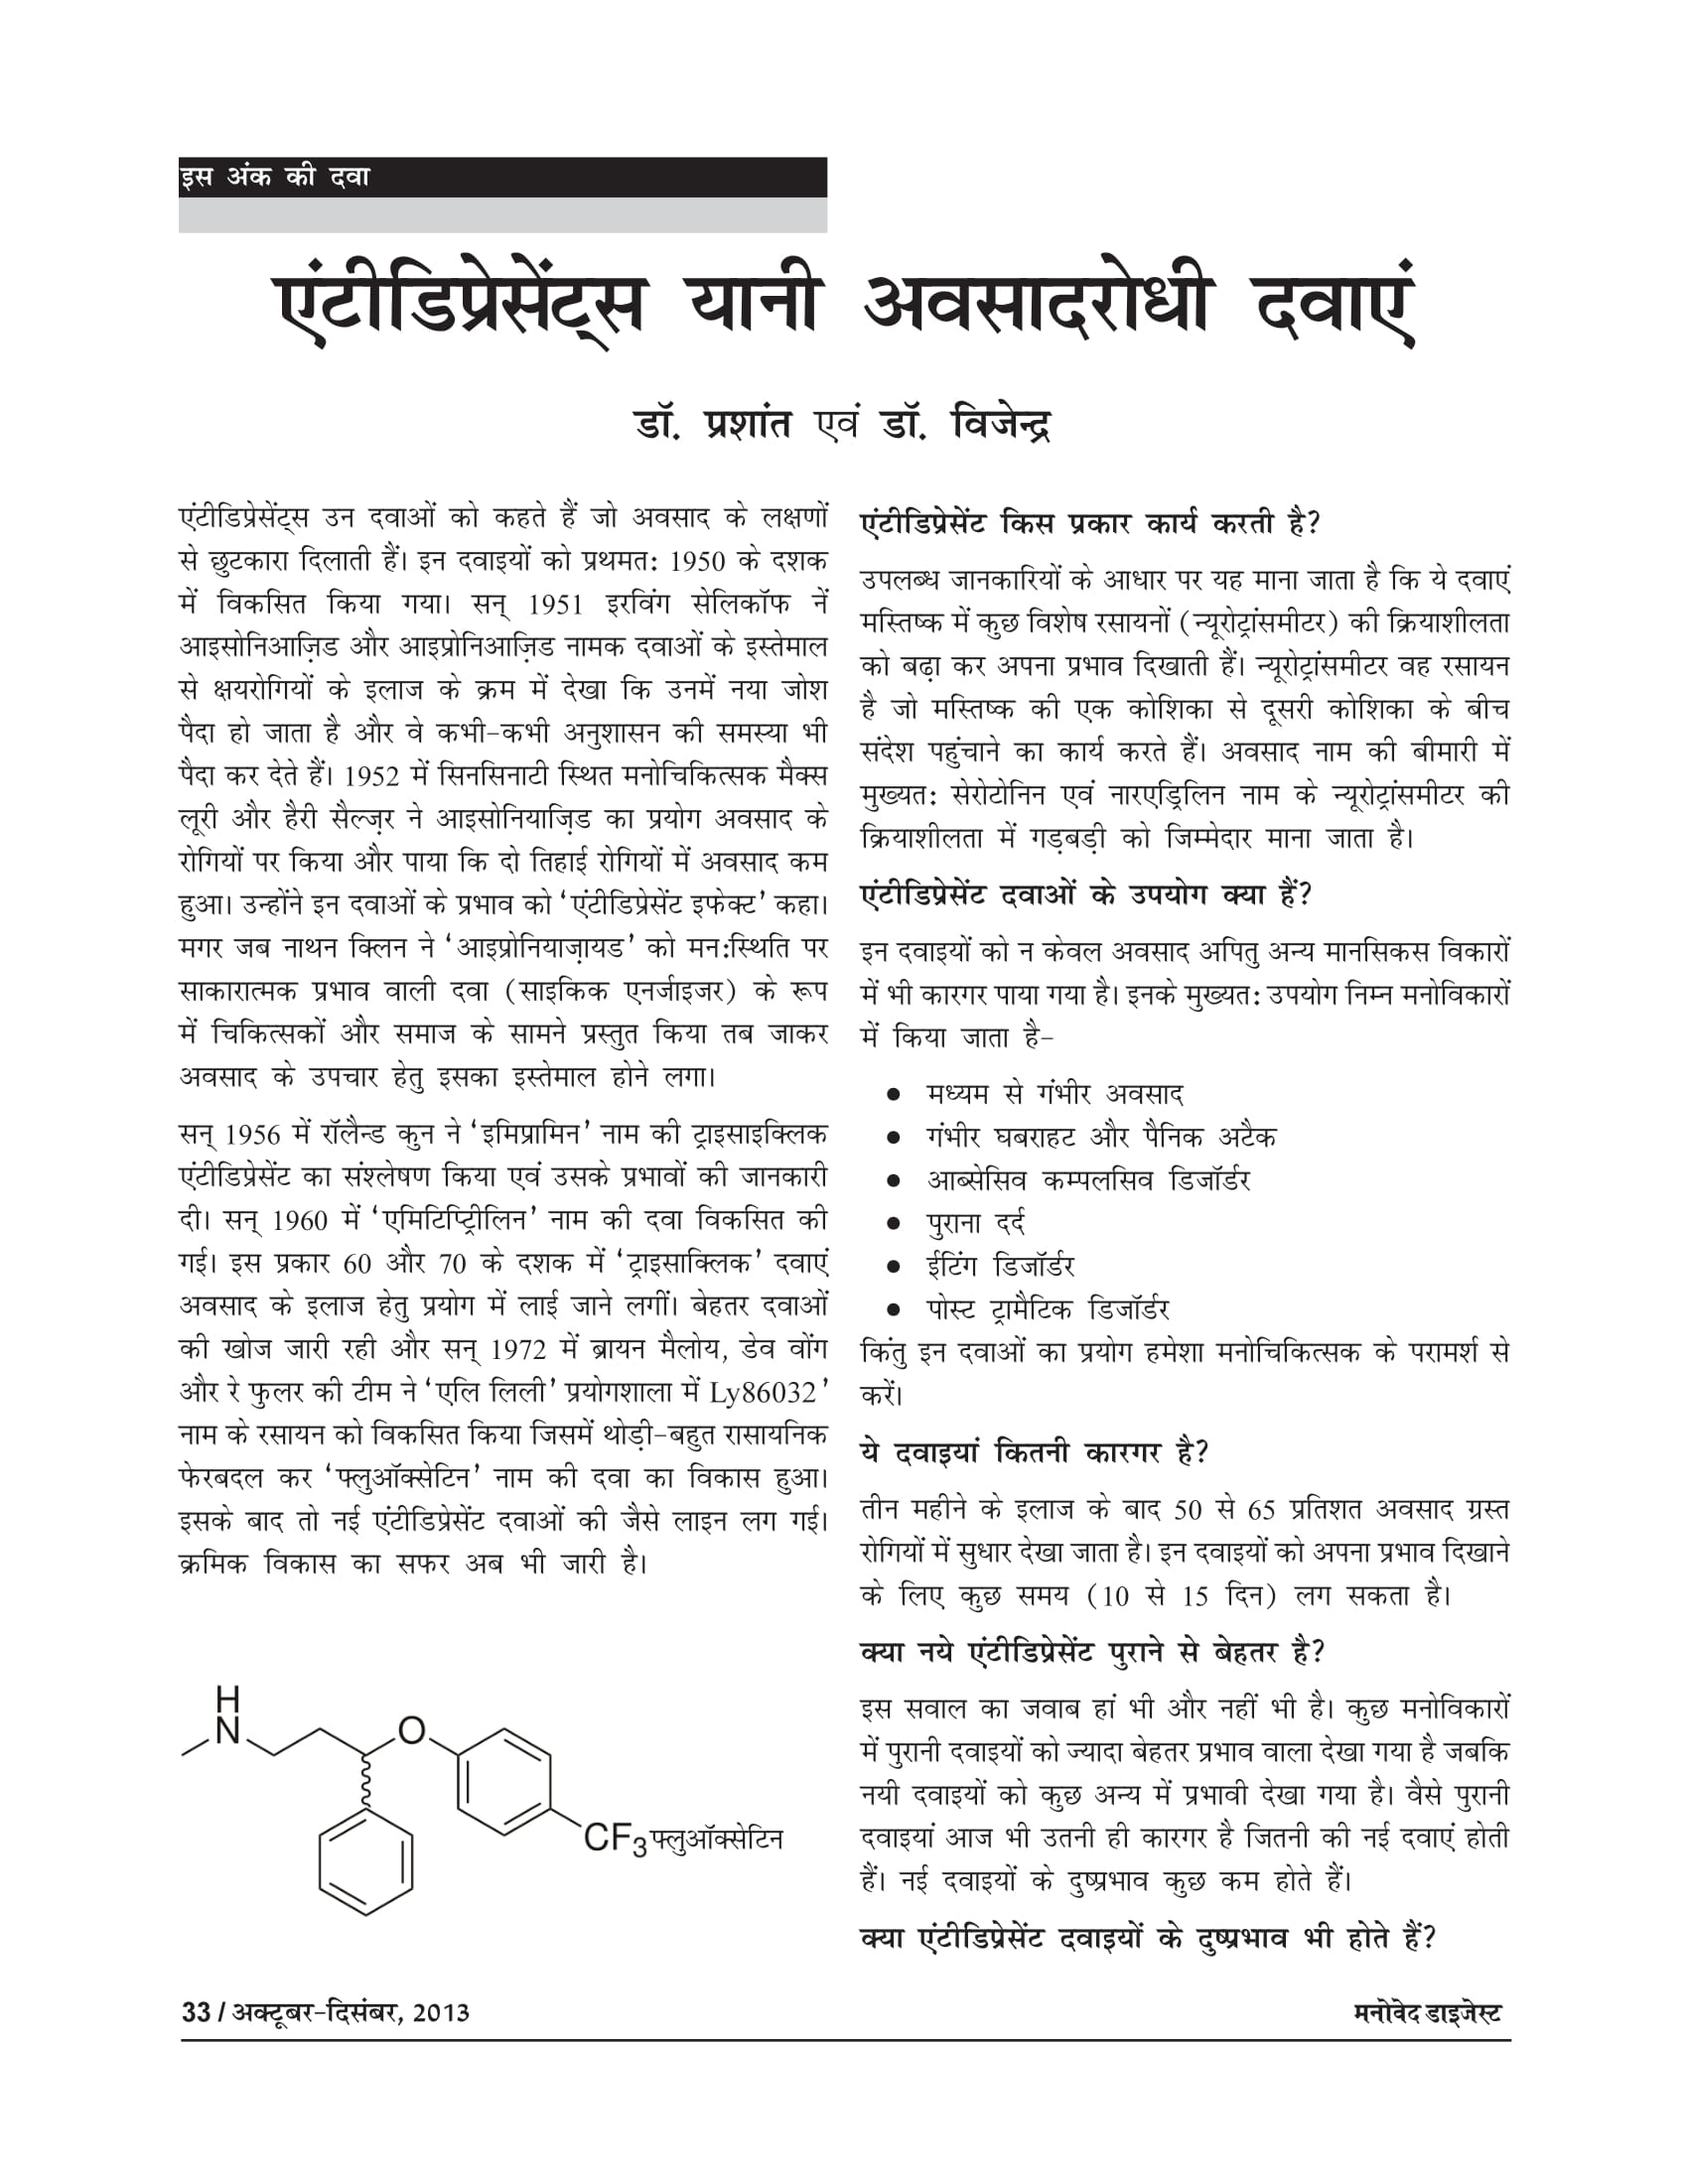 इस अंक की दवा
एंटीडिप्रेसेंट्स यानी अवसादरोधी दवाएं
डॉ. प्रशांत एवं डॉ. विजेन्द्र
एंटीडिप्रेसेंट्स उन दवाओं को कहते हैं जो अवसाद के लक्षणों
से छुटकारा दिलाती हैं। इन दवाइयों को प्रथमतः 1950 के दशक
में विकसित किया गया। सन् 1951 इरविंग सेलिकॉफ नें
आइसोनिआज़िड और आइप्रोनिआज़िड नामक दवाओं के इस्तेमाल
से क्षयरोगियों के इलाज के क्रम में देखा कि उनमें नया जोश
पैदा हो जाता है और वे कभी-कभी अनुशासन की समस्या भी
पैदा कर देते हैं। 1952 में सिनसिनाटी स्थित मनोचिकित्सक मैक्स
लूरी और हैरी सैल्ज़र ने आइसोनियाज़िड का प्रयोग अवसाद के
रोगियों पर किया और पाया कि दो तिहाई रोगियों में अवसाद कम
हुआ। उन्होंने इन दवाओं के प्रभाव को ‘एंटीडिप्रेसेंट इफेक्ट’ कहा।
मगर जब नाथन क्लिन ने ‘आइप्रोनियाज़ायड’ को मनःस्थिति पर
साकारात्मक प्रभाव वाली दवा (साइकिक एनर्जाइजर) के रूप
में चिकित्सकों और समाज के सामने प्रस्तुत किया तब जाकर
अवसाद के उपचार हेतु इसका इस्तेमाल होने लगा।
सन् 1956 में रॉलैन्ड कुन ने ‘इमिप्रामिन’ नाम की ट्राइसाइक्लिक
एंटीडिप्रेसेंट का संश्लेषण किया एवं उसके प्रभावों की जानकारी
दी। सन् 1960 में ‘एमिटिप्ट्रीलिन’ नाम की दवा विकसित की
गई। इस प्रकार 60 और 70 के दशक में ‘ट्राइसाक्लिक’ दवाएं
अवसाद के इलाज हेतु प्रयोग में लाई जाने लगीं। बेहतर दवाओं
की खोज जारी रही और सन् 1972 में ब्रायन मैलोय, डेव वोंग
और रे फुलर की टीम ने ‘एलि लिली’ प्रयोगशाला में Ly86032’
नाम के रसायन को विकसित किया जिसमें थोड़ी-बहुत रासायनिक
फेरबदल कर ‘फ्लुऑक्सेटिन’ नाम की दवा का विकास हुआ।
इसके बाद तो नई एंटीडिप्रेसेंट दवाओं की जैसे लाइन लग गई।
क्रमिक विकास का सफर अब भी जारी है।
H
N
O
CF3 फ्लुऑक्सेटिन
एंटीडिप्रेसेंट किस प्रकार कार्य करती है?
उपलब्ध जानकारियों के आधार पर यह माना जाता है कि ये दवाएं
मस्तिष्क में कुछ विशेष रसायनों (न्यूरोट्रांसमीटर) की क्रियाशीलता
को बढ़ा कर अपना प्रभाव दिखाती हैं। न्यूरोट्रांसमीटर वह रसायन
है जो मस्तिष्क की एक कोशिका से दूसरी कोशिका के बीच
संदेश पहुंचाने का कार्य करते हैं। अवसाद नाम की बीमारी में
मुख्यतः सेरोटोनिन एवं नारएड्रिलिन नाम के न्यूरोट्रांसमीटर की
क्रियाशीलता में गड़बड़ी को जिम्मेदार माना जाता है।
एंटीडिप्रेसेंट दवाओं के उपयोग क्या हैं?
इन दवाइयों को न केवल अवसाद अपितु अन्य मानसिकस विकारों
में भी कारगर पाया गया है। इनके मुख्यतः उपयोग निम्न मनोविकारों
में किया जाता है-
● मध्यम से गंभीर अवसाद
● गंभीर घबराहट और पैनिक अटैक
● आब्सेसिव कम्पलसिव डिजॉर्डर
● पुराना दर्द
● ईटिंग डिजॉर्डर
● पोस्ट ट्रामैटिक डिजॉर्डर
किंतु इन दवाओं का प्रयोग हमेशा मनोचिकित्सक के परामर्श से
करें।
ये दवाइयां कितनी कारगर है?
तीन महीने के इलाज के बाद 50 से 65 प्रतिशत अवसाद ग्रस्त
रोगियों में सुधार देखा जाता है। इन दवाइयों को अपना प्रभाव दिखाने
के लिए कुछ समय (10 से 15 दिन) लग सकता है।
क्या नये एंटीडिप्रेसेंट पुराने से बेहतर है?
इस सवाल का जवाब हां भी और नहीं भी है। कुछ मनोविकारों
में पुरानी दवाइयों को ज्यादा बेहतर प्रभाव वाला देखा गया है जबकि
नयी दवाइयों को कुछ अन्य में प्रभावी देखा गया है। वैसे पुरानी
दवाइयां आज भी उतनी ही कारगर है जितनी की नई दवाएं होती
हैं। नई दवाइयों के दुष्प्रभाव कुछ कम होते हैं।
क्या एंटीडिप्रेसेंट दवाइयों के दुष्प्रभाव भी होते हैं?
33 / अक्टूबर-दिसंबर, 2013
मनोवेद डाइजेस्ट